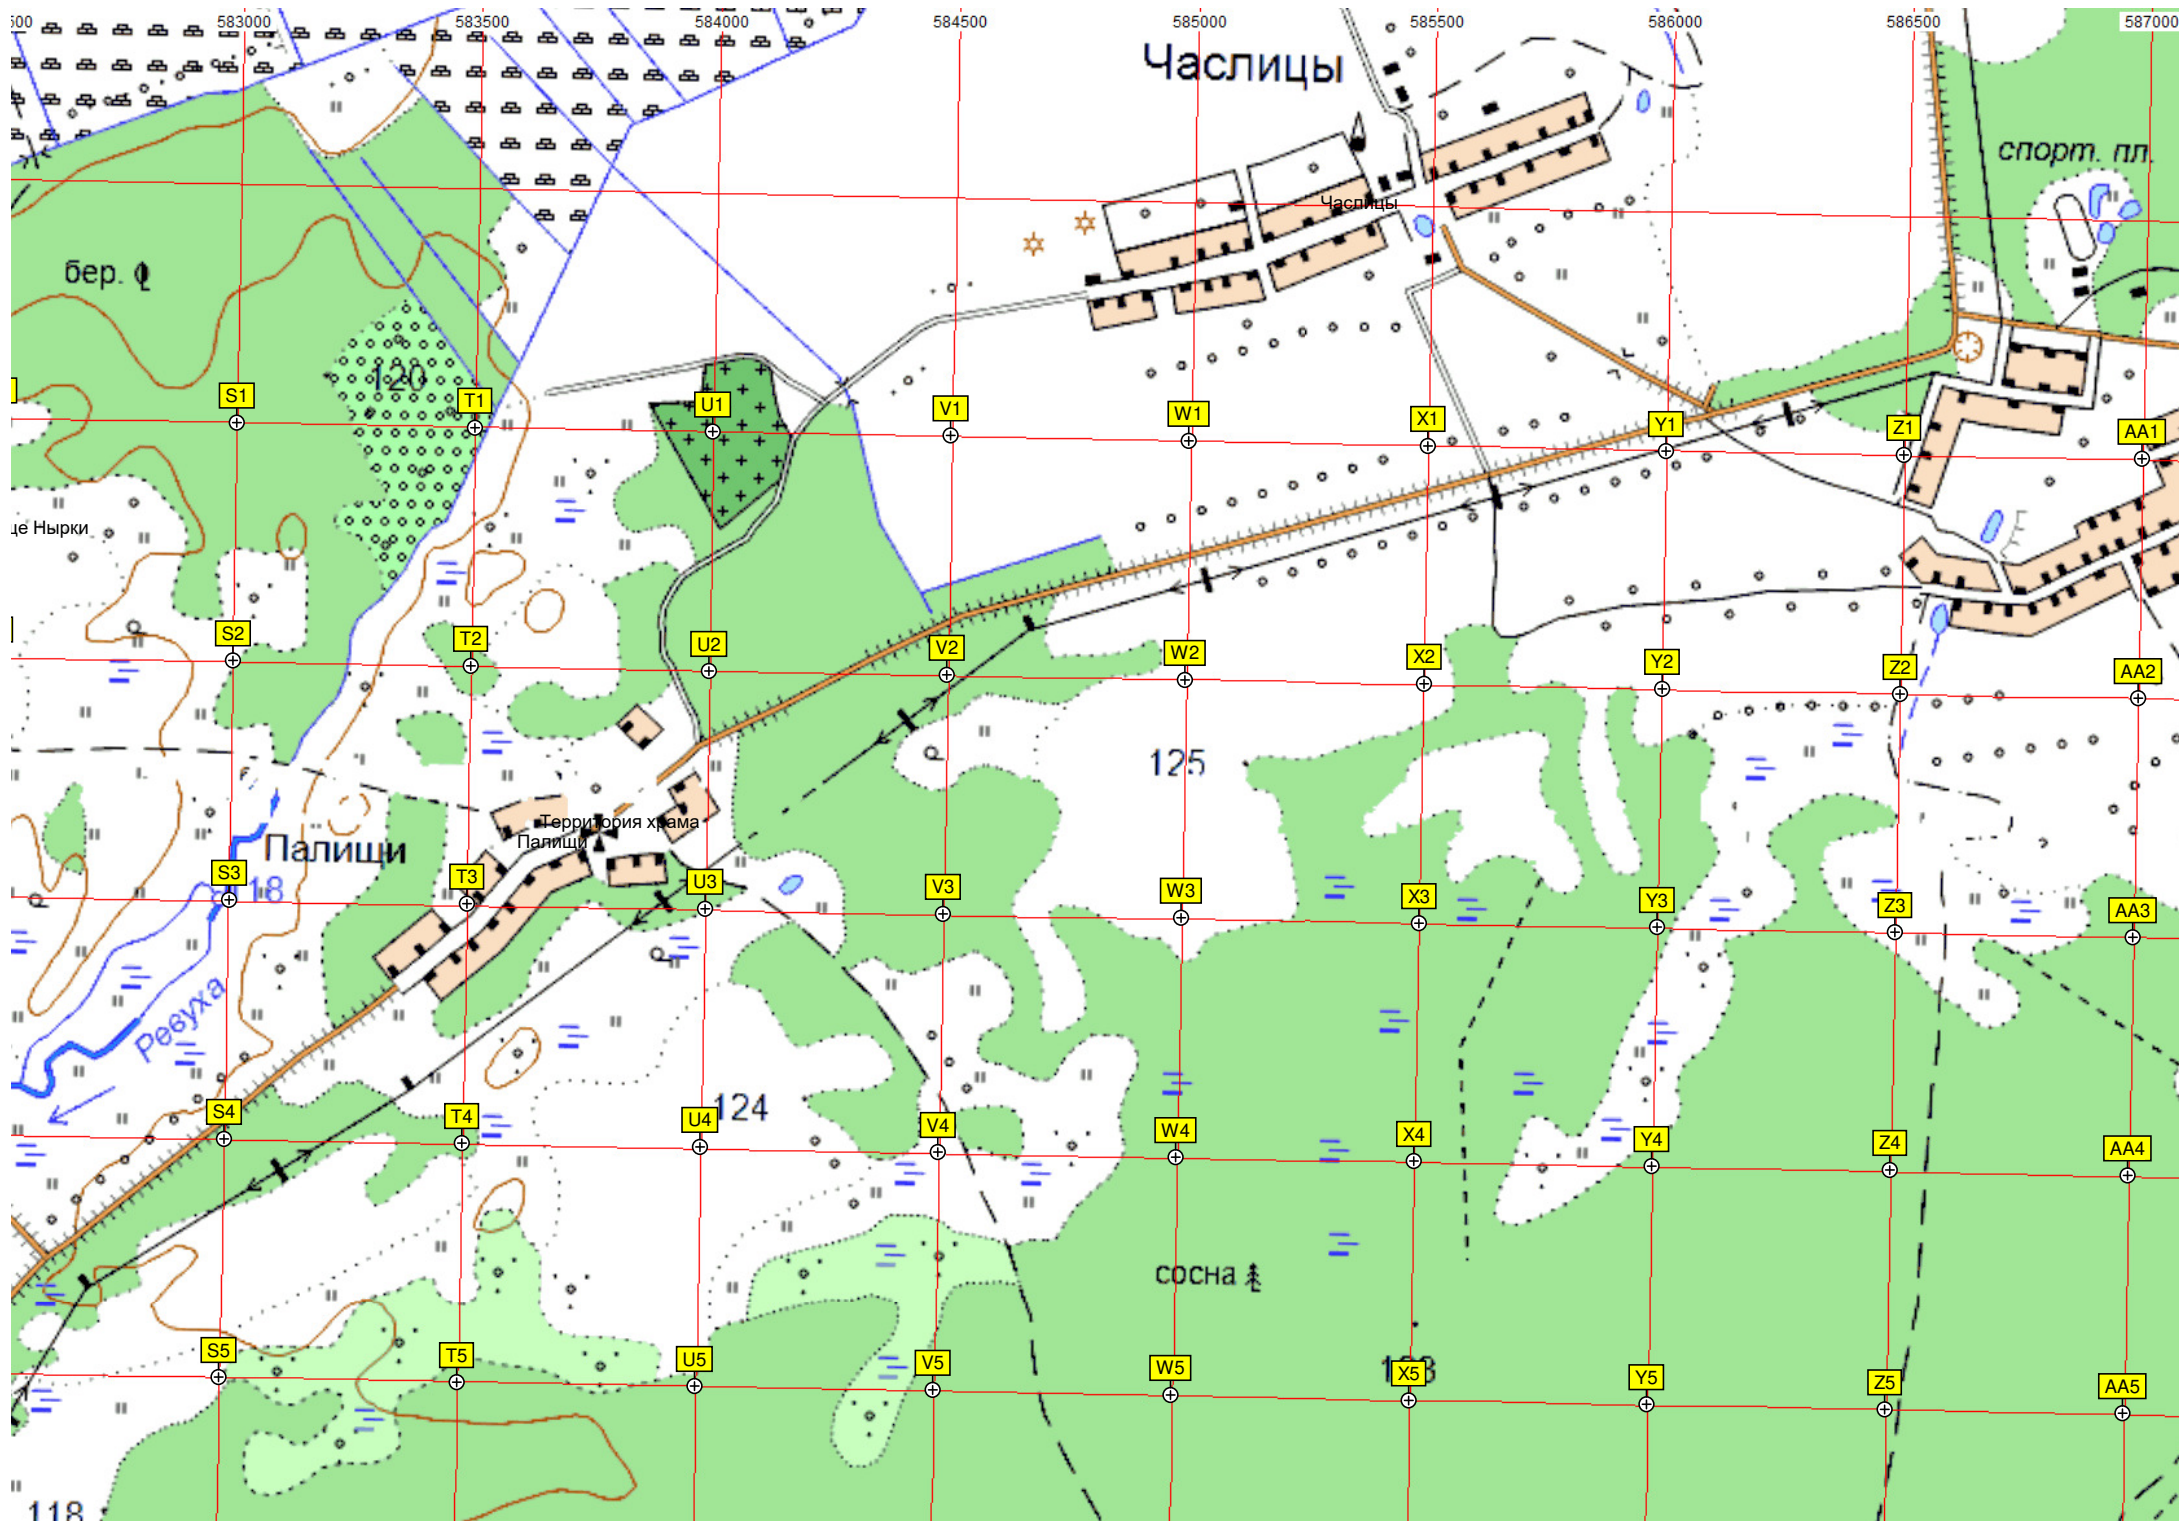 500 583000 583500 584000 584500 585000 585500 586000 586500 587000
Часлицы
спорт. пл.
Часлицы
бер.
120
S1 T1 U1 V1 W1 X1 Y1 Z1 AA1
це Нырки
S2 T2 U2 V2 W2 X2 Y2 Z2 AA2
125
Территория храма
Палищи
Палищи
S3 T3 U3 V3 W3 X3 Y3 Z3 AA3
118
Ревуха
124
S4 T4 U4 V4 W4 X4 Y4 Z4 AA4
сосна
S5 T5 U5 V5 W5 X5 Y5 Z5 AA5
118